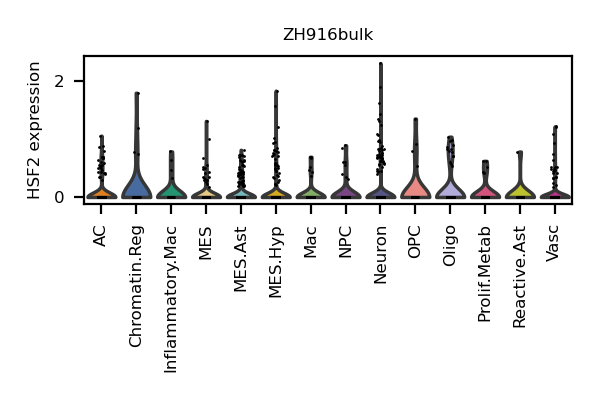 ZH916bulk
HSF2 expression
2
0
AC
Chromatin.Reg
Inflammatory.Mac
MES
MES.Ast
MES.Hyp
Mac
NPC
Neuron
OPC
Oligo
Prolif.Metab
Reactive.Ast
Vasc